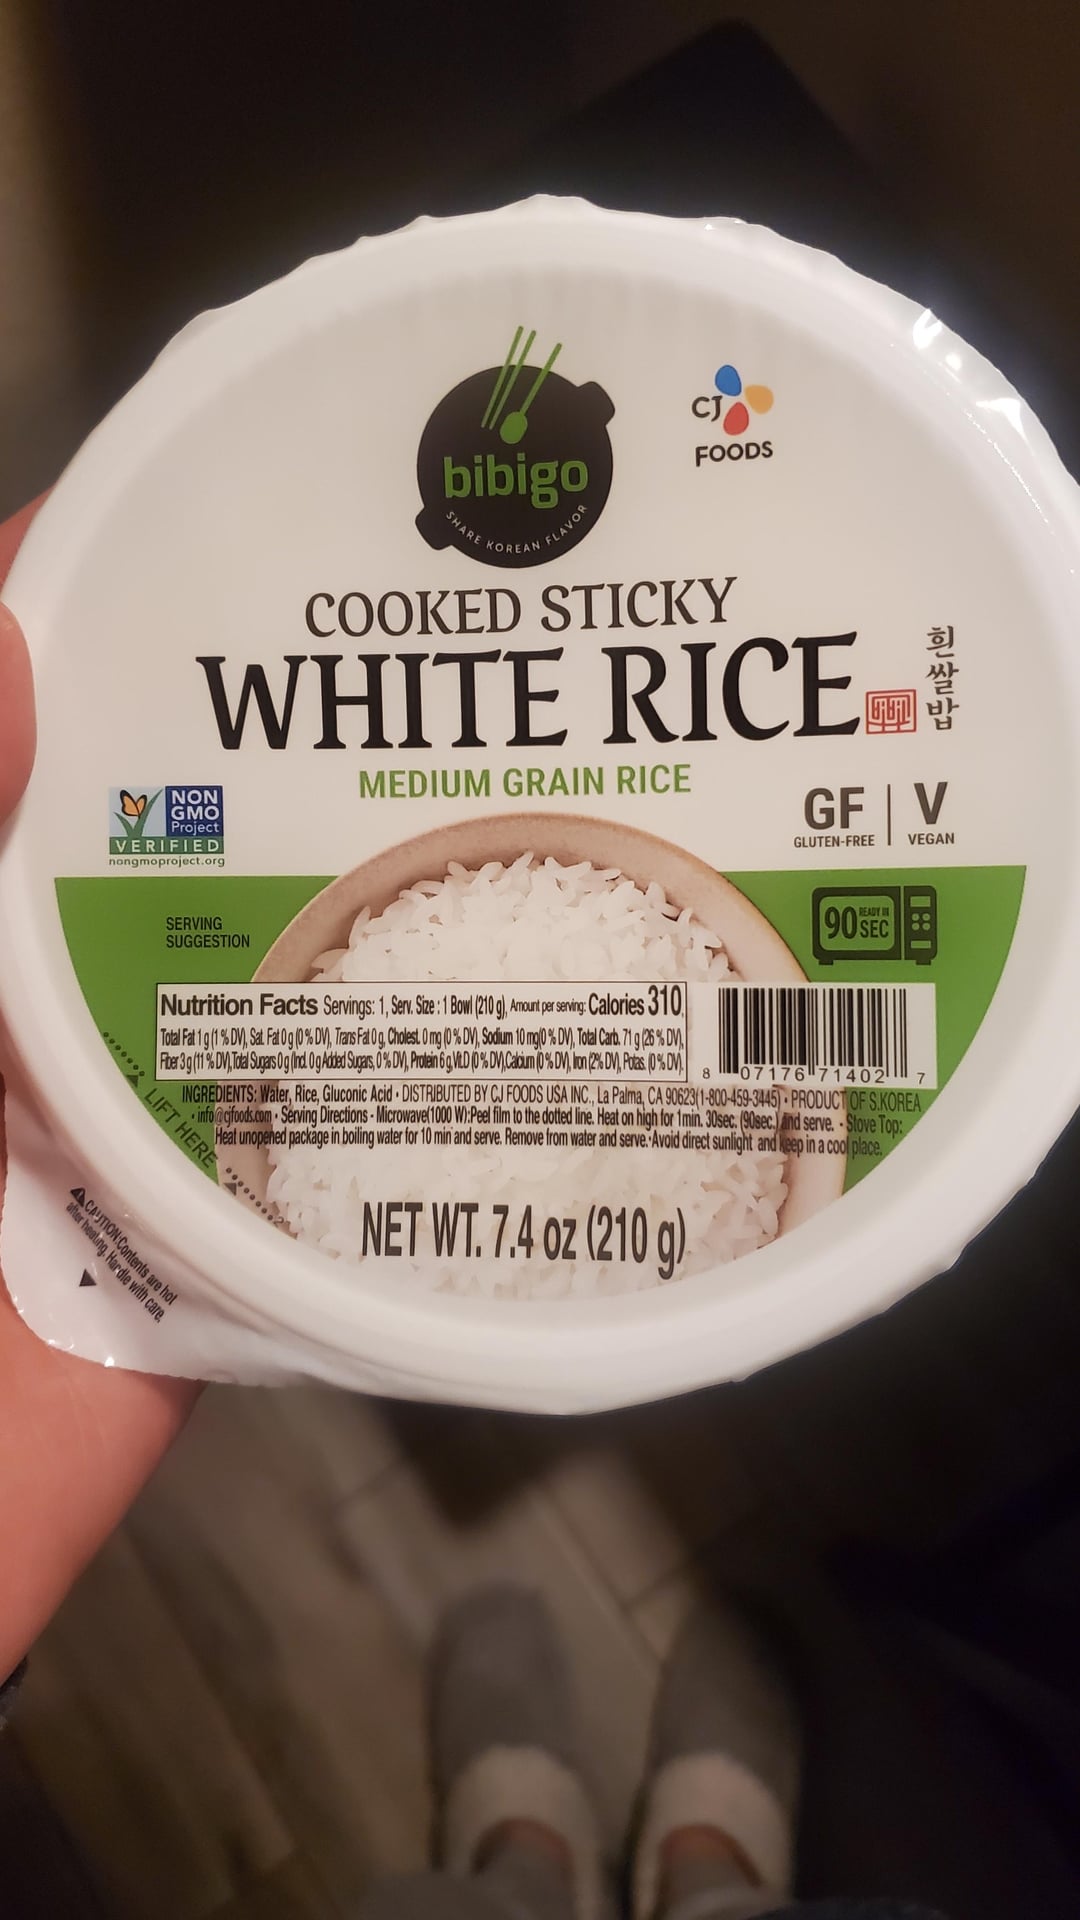 bibigo
SHARE KOREAN FLAVOR
CJ
FOODS
COOKED STICKY
WHITE RICE
흰쌀밥
MEDIUM GRAIN RICE
NON
GMO
Project
VERIFIED
nongmoproject.org
GF | V
GLUTEN-FREE VEGAN
SERVING
SUGGESTION
90 READY IN SEC
Nutrition Facts Servings: 1, Serv. Size : 1 Bowl (210 g), Amount per serving: Calories 310,
Total Fat 1 g (1 % DV), Sat. Fat 0 g (0 % DV), Trans Fat 0 g, Cholest. 0 mg (0 % DV), Sodium 10 mg(0 % DV), Total Carb. 71 g (26 % DV),
Fiber 3 g (11 % DV), Total Sugars 0 g (Incl. 0 g Added Sugars, 0 % DV), Protein 6 g, Vit.D (0 % DV),Calcium (0 % DV), Iron (2% DV), Potas. (0 % DV).
8 07176 71402 7
INGREDIENTS: Water, Rice, Gluconic Acid • DISTRIBUTED BY CJ FOODS USA INC., La Palma, CA 90623(1-800-459-3445) • PRODUCT OF S.KOREA
• info@cjfoods.com • Serving Directions - Microwave(1000 W):Peel film to the dotted line. Heat on high for 1min. 30sec. (90sec.) and serve. - Stove Top:
Heat unopened package in boiling water for 10 min and serve. Remove from water and serve.•Avoid direct sunlight and keep in a cool place.
LIFT HERE
NET WT. 7.4 oz (210 g)
CAUTION:Contents are hot
after heating. Handle with care.